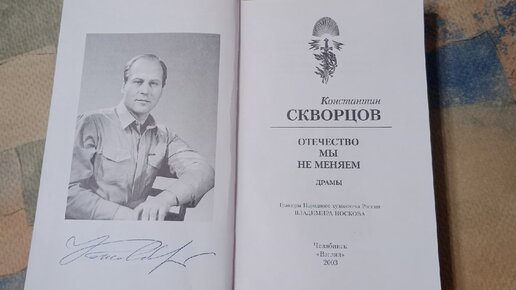 Константин
СКВОРЦОВ
ОТЕЧЕСТВО
МЫ
НЕ МЕНЯЕМ
ДРАМЫ
Гравюры Народного художника России
ВЛАДИМИРА НОСКОВА
Челябинск
«Взгляд»
2003